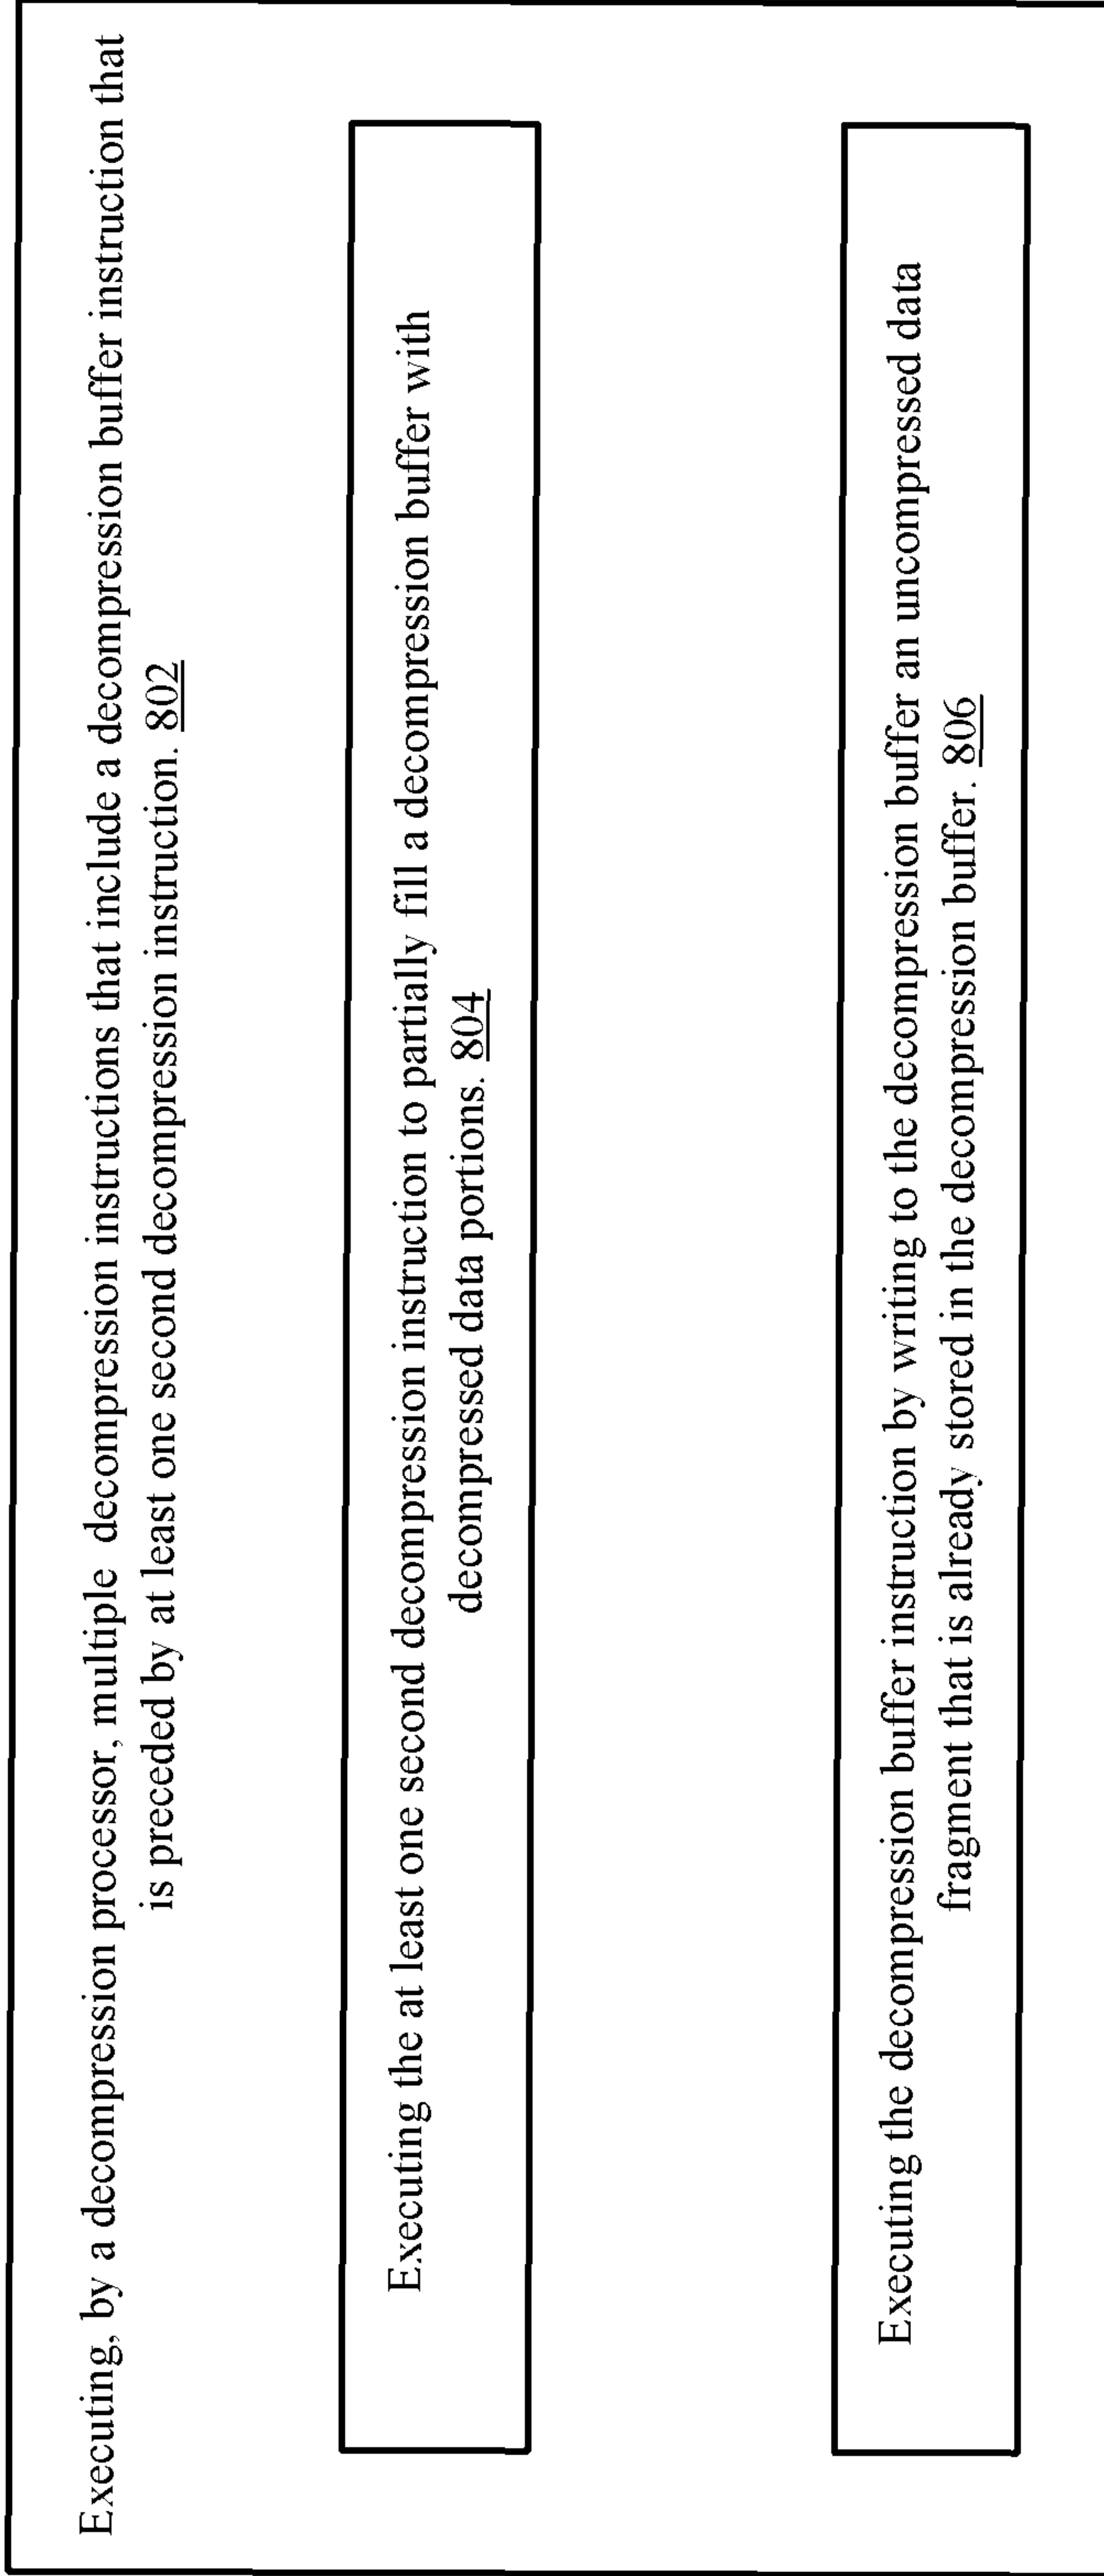 Executing, by a decompression processor, multiple decompression instructions that include a decompression buffer instruction that
is preceded by at least one second decompression instruction. 802
Executing the at least one second decompression instruction to partially fill a decompression buffer with
decompressed data portions. 804
Executing the decompression buffer instruction by writing to the decompression buffer an uncompressed data
fragment that is already stored in the decompression buffer. 806